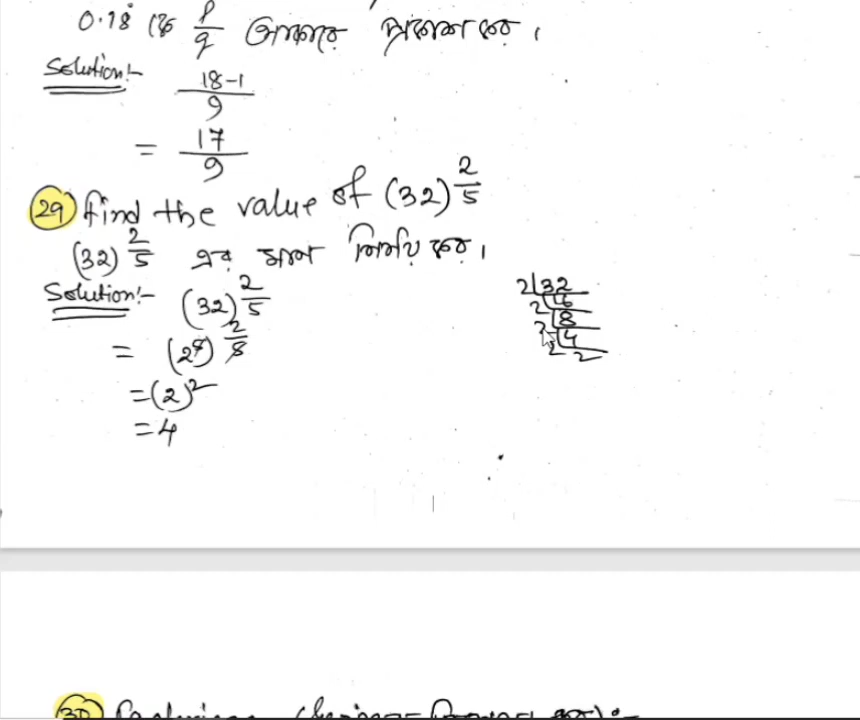 0.18̇ কে p/q আকারে প্রকাশ কর।
Solution:-
18-1/9
= 17/9
29 find the value of (32)^2/5
(32)^2/5 এর মান নির্ণয় কর।
Solution:- (32)^2/5
2|32
= (2^5)^2/5
2|16
2|8
2|4
2
=(2)^2
=4
30